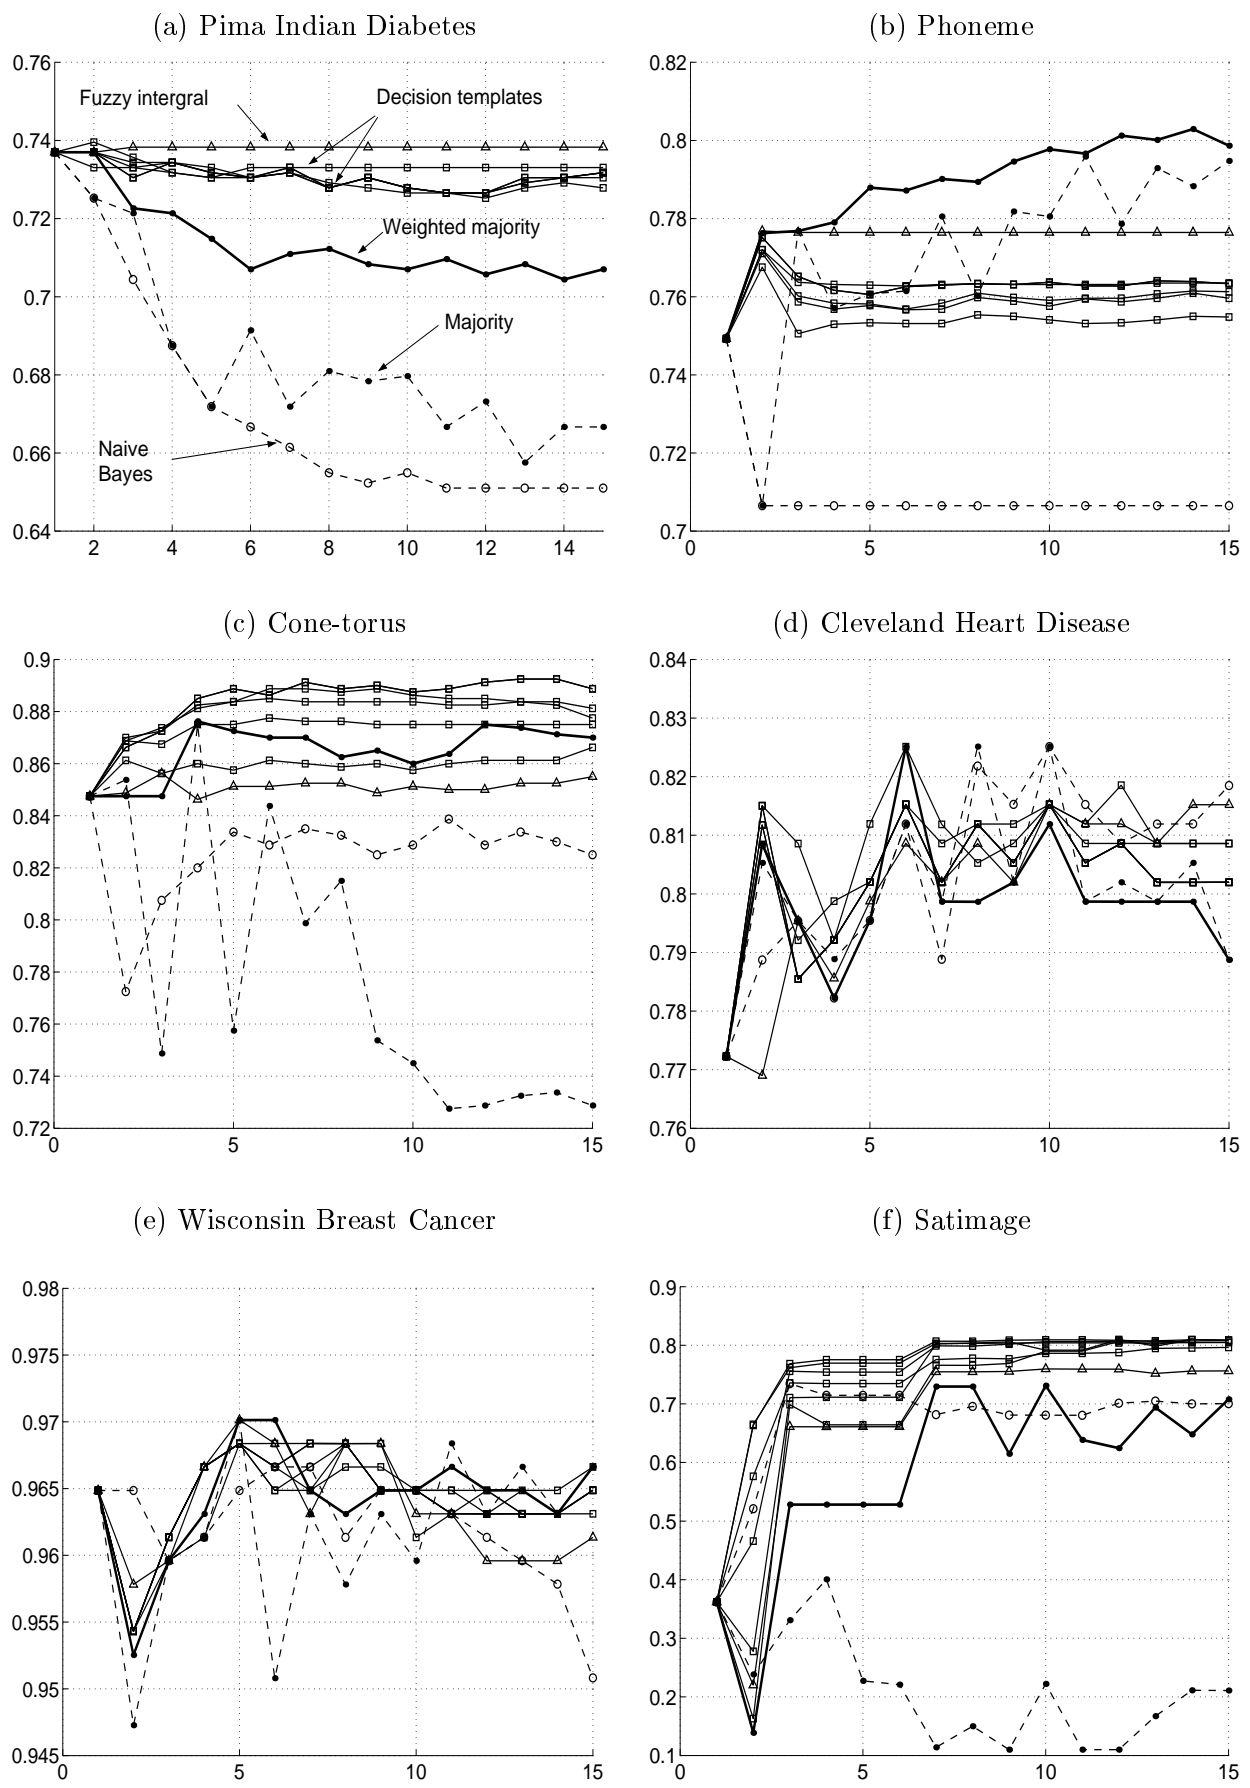 (a) Pima Indian Diabetes
0.76
0.74
0.72
0.7
0.68
0.66
0.64
2 4 6 8 10 12 14
Fuzzy intergral
Decision templates
Weighted majority
Majority
Naive
Bayes
(b) Phoneme
0.82
0.8
0.78
0.76
0.74
0.72
0.7
0 5 10 15
(c) Cone-torus
0.9
0.88
0.86
0.84
0.82
0.8
0.78
0.76
0.74
0.72
0 5 10 15
(d) Cleveland Heart Disease
0.84
0.83
0.82
0.81
0.8
0.79
0.78
0.77
0.76
0 5 10 15
(e) Wisconsin Breast Cancer
0.98
0.975
0.97
0.965
0.96
0.955
0.95
0.945
0 5 10 15
(f) Satimage
0.9
0.8
0.7
0.6
0.5
0.4
0.3
0.2
0.1
0 5 10 15